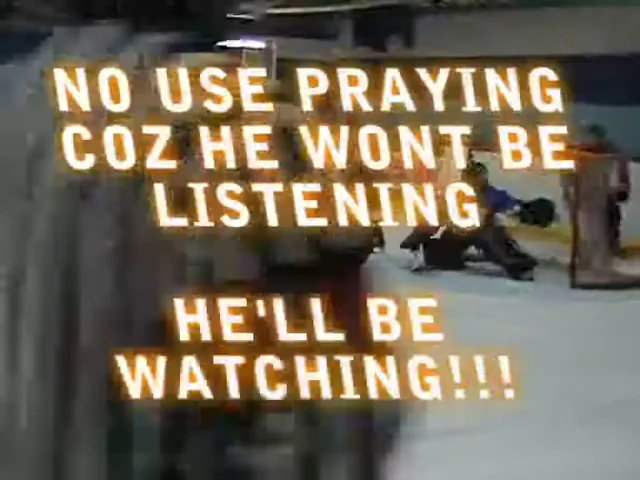 NO USE PRAYING
COZ HE WONT BE
LISTENING
HE'LL BE
WATCHING!!!